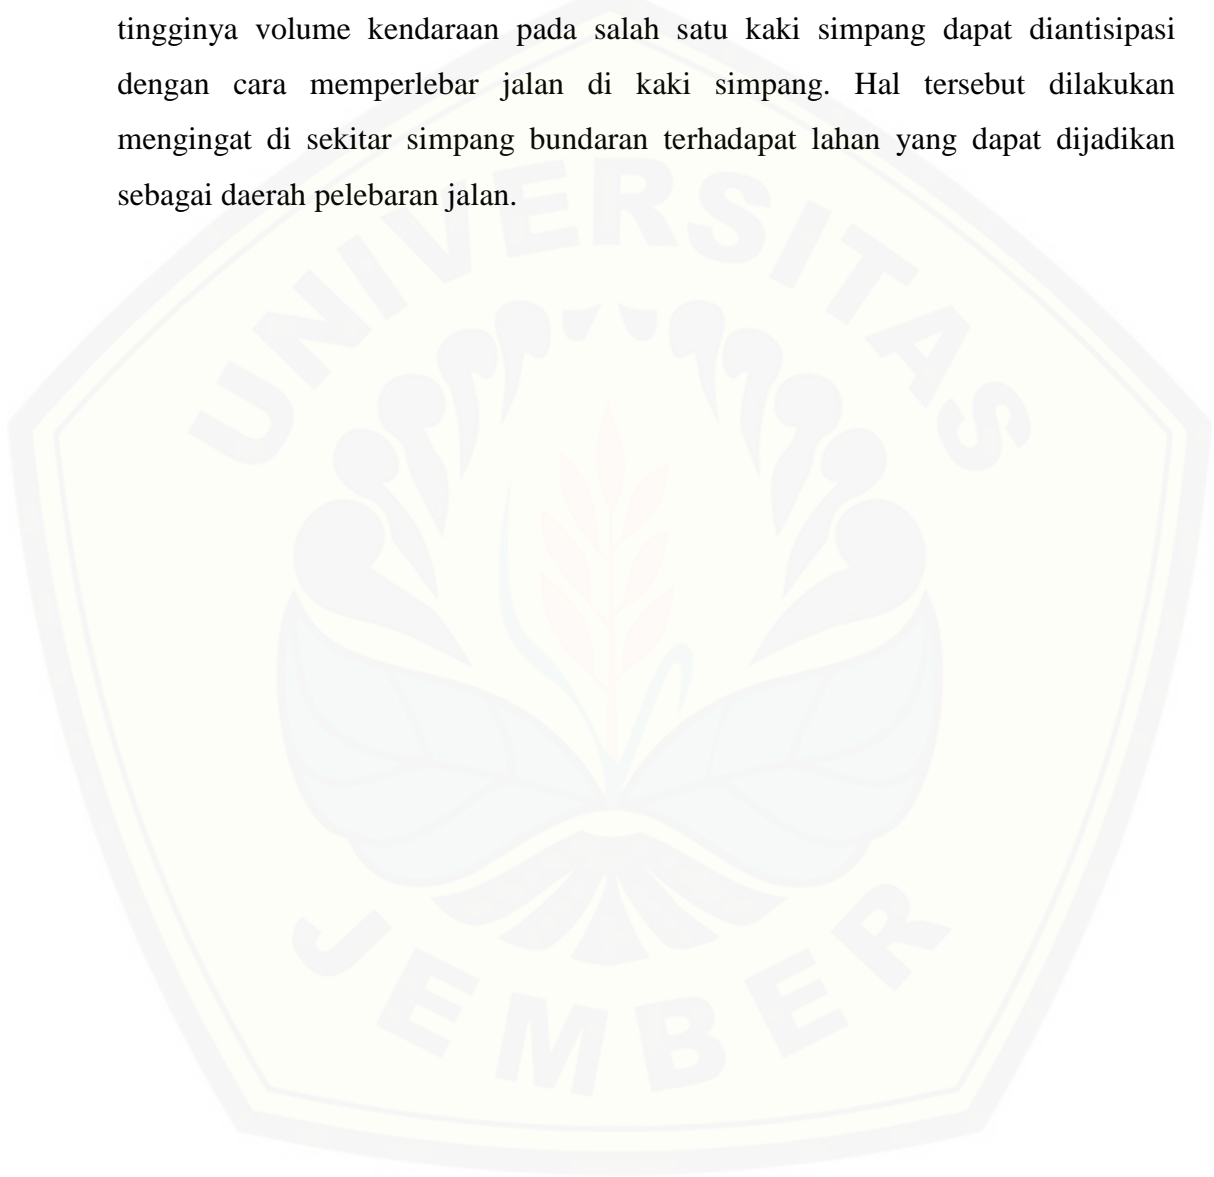 tingginya volume kendaraan pada salah satu kaki simpang dapat diantisipasi
dengan cara memperlebar jalan di kaki simpang. Hal tersebut dilakukan
mengingat di sekitar simpang bundaran terhadapat lahan yang dapat dijadikan
sebagai daerah pelebaran jalan.
UNIVERSITAS
JEMBER